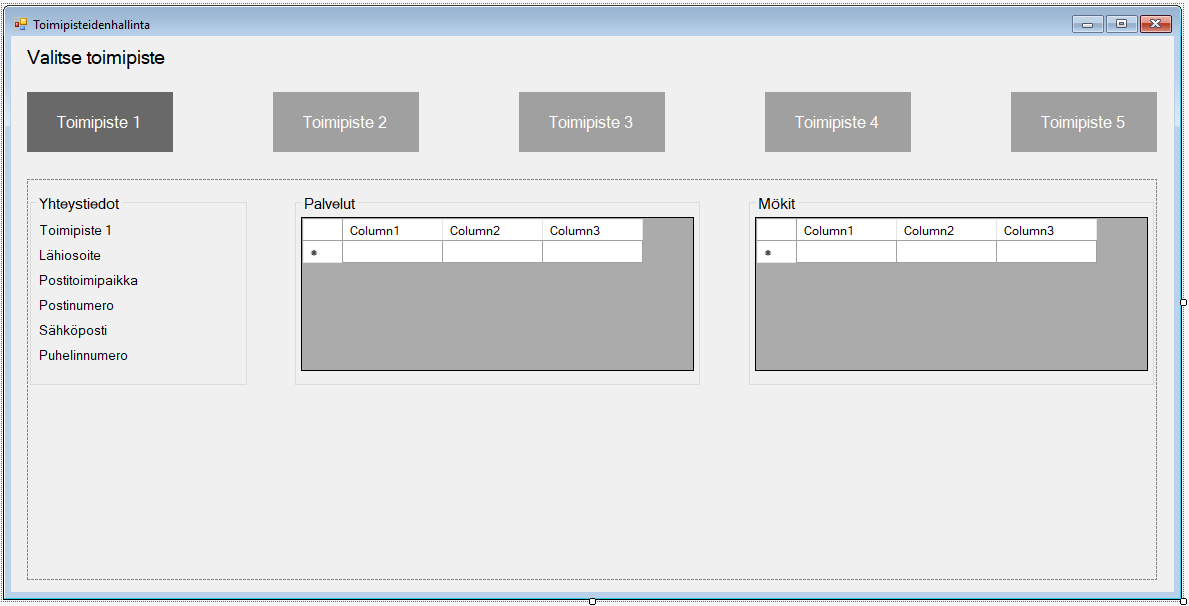 Toimipisteidenhallinta
Valitse toimipiste
Toimipiste 1
Toimipiste 2
Toimipiste 3
Toimipiste 4
Toimipiste 5
Yhteystiedot
Toimipiste 1
Lähiosoite
Postitoimipaikka
Postinumero
Sähköposti
Puhelinnumero
Palvelut
Column1 Column2 Column3
*
Mökit
Column1 Column2 Column3
*